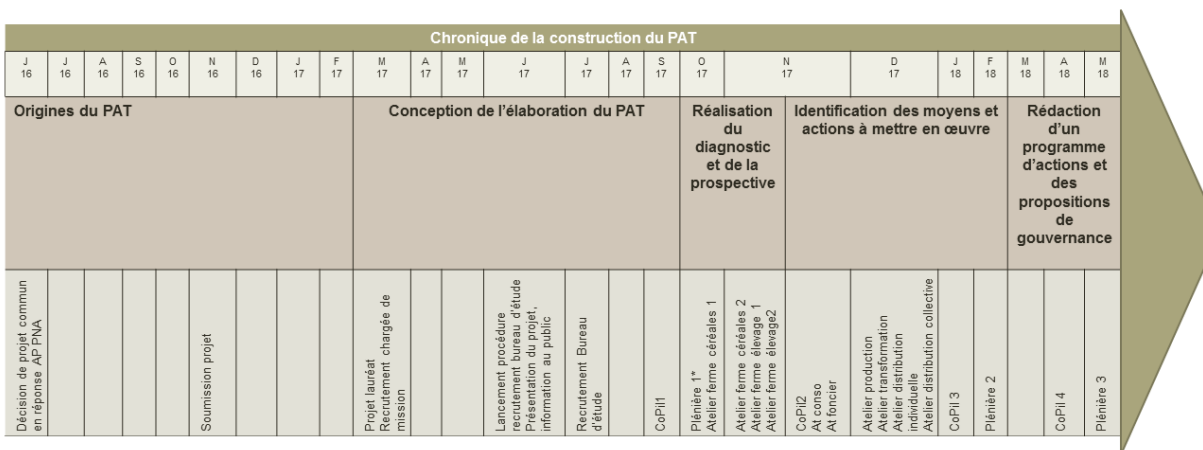 Chronique de la construction du PAT
J
16
J
16
A
16
S
16
O
16
N
16
D
16
J
17
F
17
M
17
A
17
M
17
J
17
J
17
A
17
S
17
O
17
N
17
D
17
J
18
F
18
M
18
A
18
M
18
Origines du PAT
Conception de l'élaboration du PAT
Réalisation
du
diagnostic
et de la
prospective
Identification des moyens et
actions à mettre en œuvre
Rédaction
d'un
programme
d'actions et
des
propositions
de
gouvernance
Décision de projet commun
en réponse AP PNA
Soumission projet
Projet lauréat
Recrutement chargée de
mission
Lancement procédure
recrutement bureau d'étude
Présentation du projet,
information au public
Recrutement Bureau
d'étude
CoPil1
Plénière 1*
Atelier ferme céréales 1
Atelier ferme céréales 2
Atelier ferme élevage 1
Atelier ferme élevage2
CoPil2
At conso
At foncier
Atelier production
Atelier transformation
Atelier distribution
individuelle
Atelier distribution collective
CoPil 3
Plénière 2
CoPil 4
Plénière 3